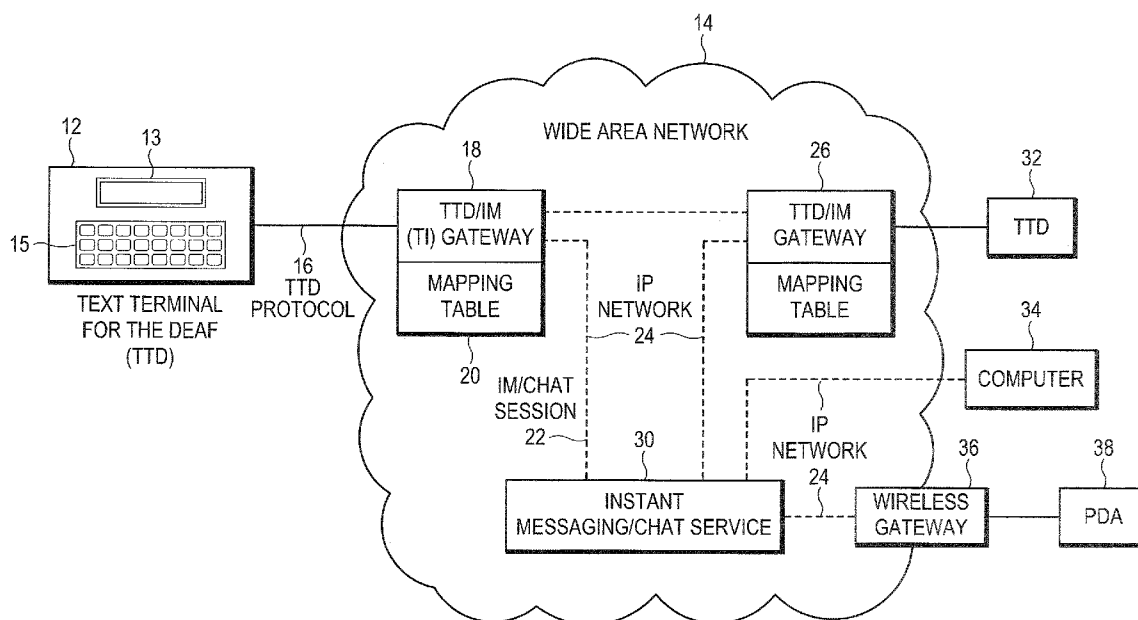 14
WIDE AREA NETWORK
12
13
15
TEXT TERMINAL
FOR THE DEAF
(TTD)
16
TTD
PROTOCOL
18
TTD/IM
(TI) GATEWAY
MAPPING
TABLE
20
IP
NETWORK
24
26
TTD/IM
GATEWAY
MAPPING
TABLE
32
TTD
34
COMPUTER
IM/CHAT
SESSION
22
30
INSTANT
MESSAGING/CHAT SERVICE
IP
NETWORK
24
36
WIRELESS
GATEWAY
38
PDA